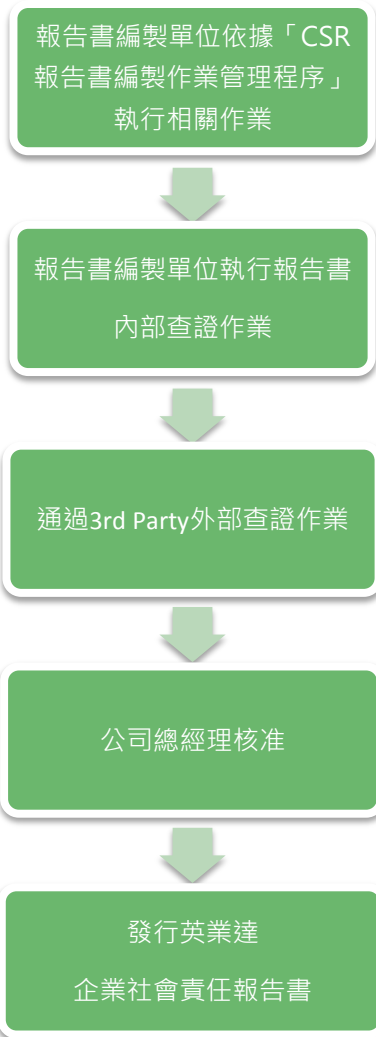 報告書編製單位依據「CSR
報告書編製作業管理程序」
執行相關作業
報告書編製單位執行報告書
內部查證作業
通過3rd Party外部查證作業
公司總經理核准
發行英業達
企業社會責任報告書